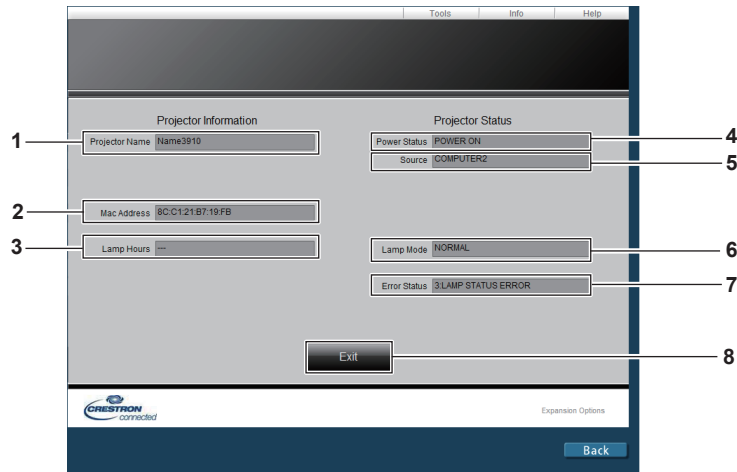 Tools Info Help
Projector Information
Projector Status
1 Projector Name Name3910
Power Status POWER ON 4
Source COMPUTER2 5
2 Mac Address 8C:C1:21:B7:19:FB
3 Lamp Hours ---
Lamp Mode NORMAL 6
Error Status 3:LAMP STATUS ERROR 7
Exit 8
CRESTRON
connected
Expansion Options
Back